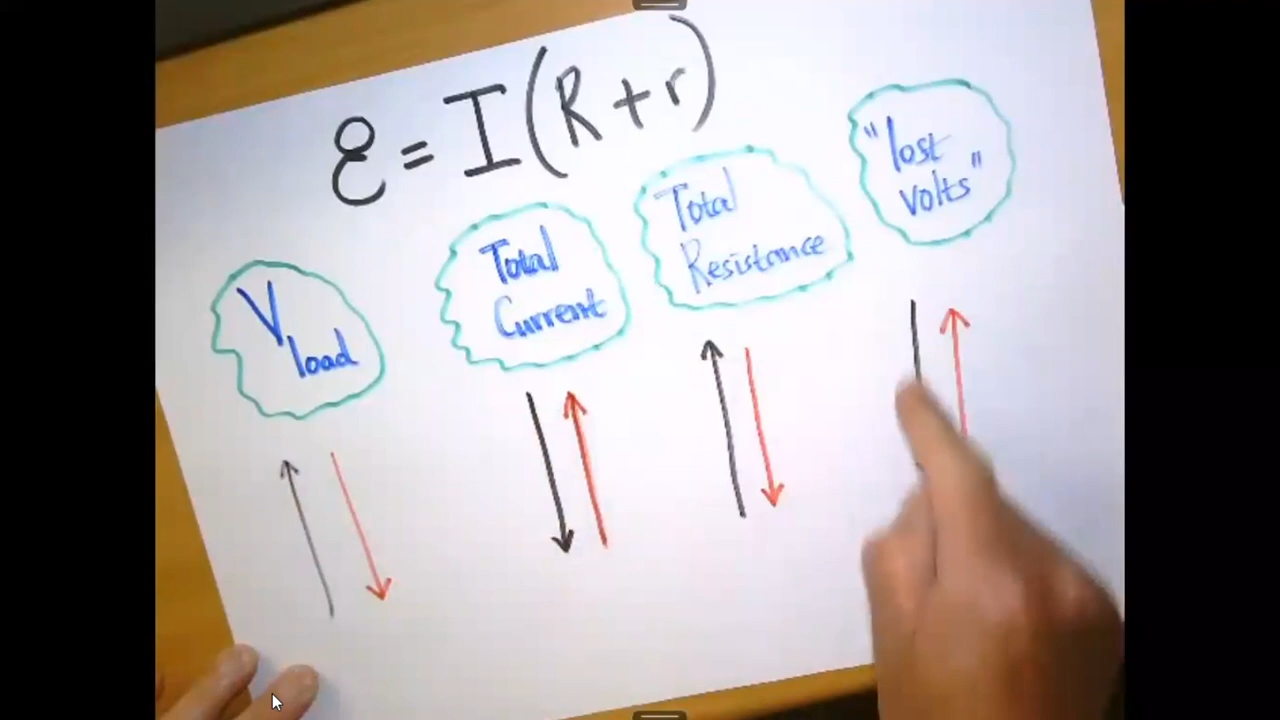 ℰ = I(R + r)
V load
Total
Current
Total
Resistance
"lost
volts"